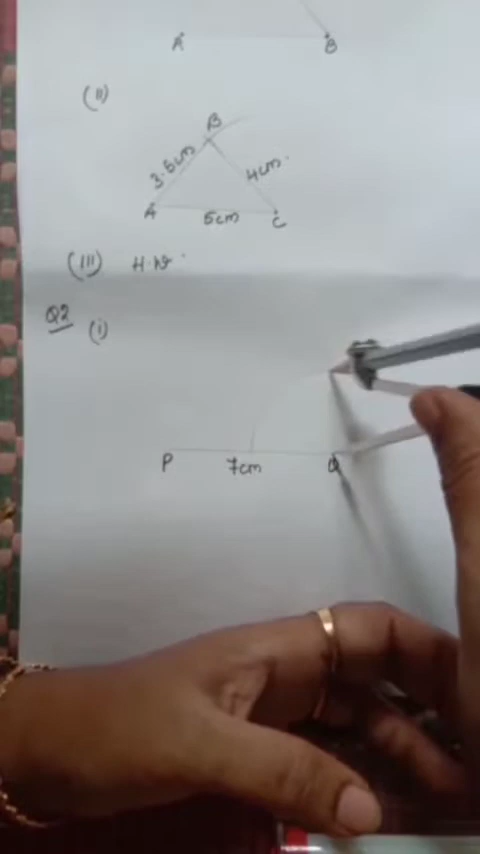 A B
(ii)
B
3.5cm 4cm.
A 5cm C
(iii) H.W.
Q2 (i)
P 7cm Q